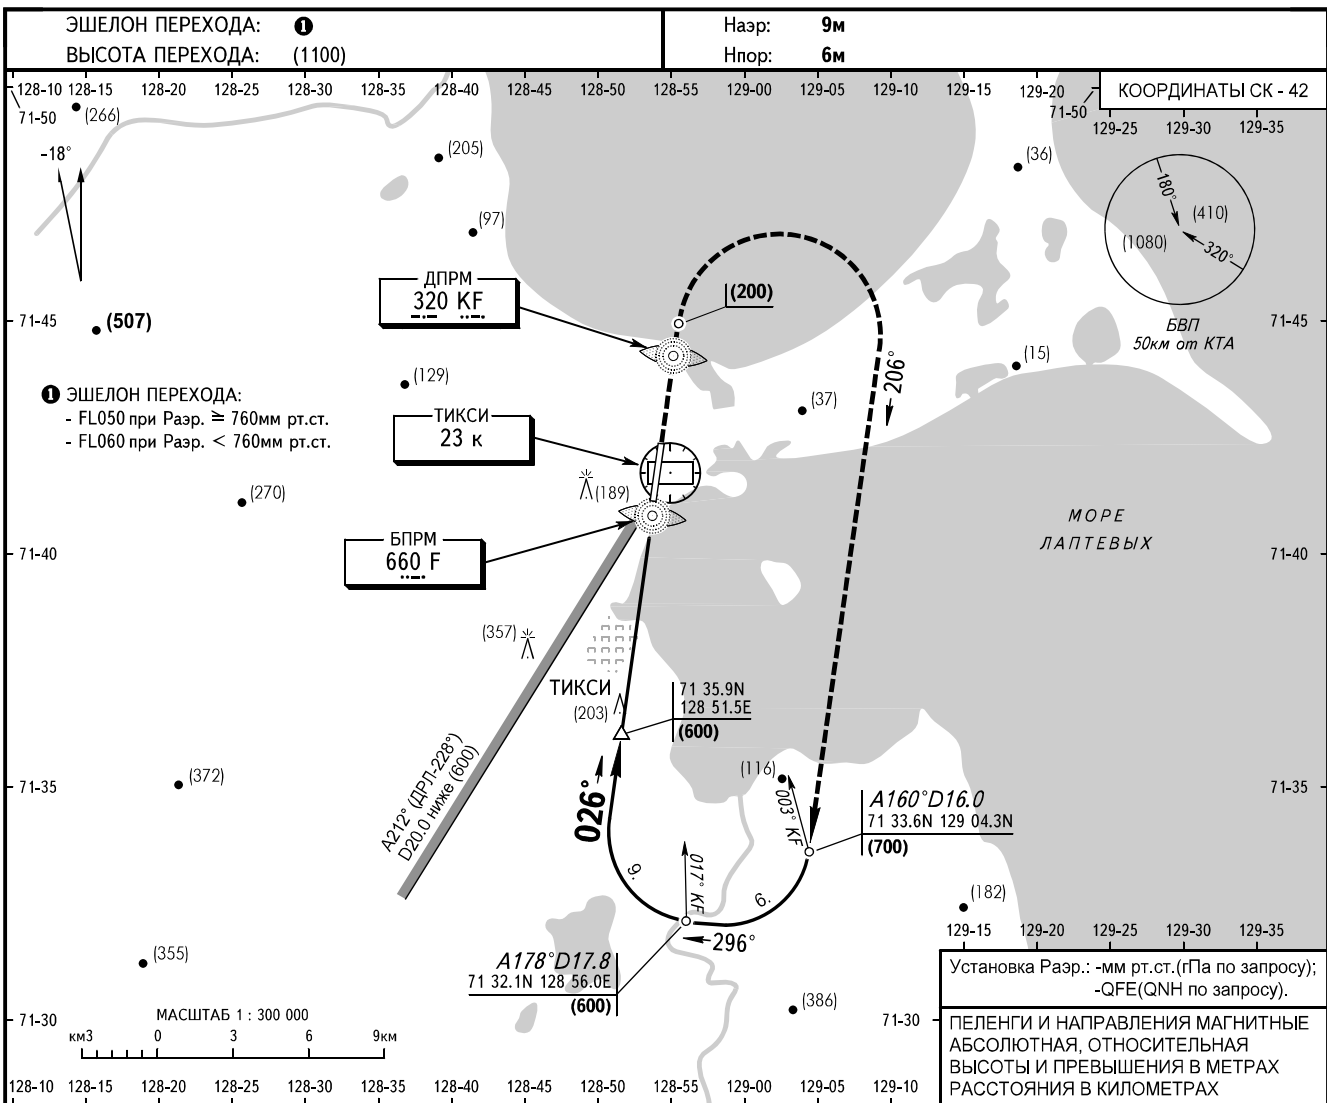 ЭШЕЛОН ПЕРЕХОДА: ❶
ВЫСОТА ПЕРЕХОДА: (1100)
Наэр: 9м
Нпор: 6м
128-10 128-15 128-20 128-25 128-30 128-35 128-40 128-45 128-50 128-55 129-00 129-05 129-10 129-15 129-20
КООРДИНАТЫ СК - 42
71-50
71-50
129-25 129-30 129-35
(266)
-18°
(205)
(97)
(36)
180°
(410)
(1080)
320°
БВП
50км от КТА
ДПРМ
320 KF
(200)
71-45
(507)
71-45
(15)
❶ ЭШЕЛОН ПЕРЕХОДА:
- FL050 при Раэр. ≥ 760мм рт.ст.
- FL060 при Раэр. < 760мм рт.ст.
(129)
206°
(37)
ТИКСИ
23 к
(270)
(189)
МОРЕ
ЛАПТЕВЫХ
БПРМ
660 F
71-40
71-40
(357)
ТИКСИ
(203)
71 35.9N
128 51.5E
(600)
А212° (ДРЛ-228°)
D20.0 ниже (600)
(372)
71-35
71-35
026°
(116)
003° KF
A160°D16.0
71 33.6N 129 04.3N
(700)
017° KF
9.
6.
296°
(182)
129-15 129-20 129-25 129-30 129-35
(355)
A178°D17.8
71 32.1N 128 56.0E
(600)
(386)
Установка Раэр.: -мм рт.ст.(гПа по запросу);
-QFE(QNH по запросу).
71-30
71-30
МАСШТАБ 1 : 300 000
км3 0 3 6 9км
ПЕЛЕНГИ И НАПРАВЛЕНИЯ МАГНИТНЫЕ
АБСОЛЮТНАЯ, ОТНОСИТЕЛЬНАЯ
ВЫСОТЫ И ПРЕВЫШЕНИЯ В МЕТРАХ
РАССТОЯНИЯ В КИЛОМЕТРАХ
128-10 128-15 128-20 128-25 128-30 128-35 128-40 128-45 128-50 128-55 129-00 129-05 129-10